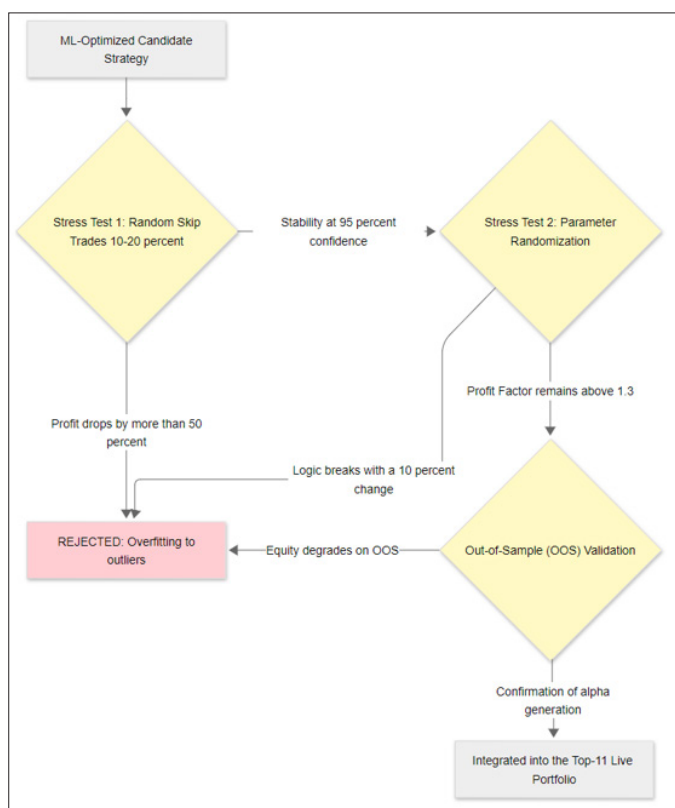 ML-Optimized Candidate
Strategy
Stress Test 1: Random Skip
Trades 10-20 percent
Stability at 95 percent
confidence
Stress Test 2: Parameter
Randomization
Profit Factor remains above 1.3
Profit drops by more than 50
percent
Logic breaks with a 10 percent
change
REJECTED: Overfitting to
outliers
Equity degrades on OOS
Out-of-Sample (OOS) Validation
Confirmation of alpha
generation
Integrated into the Top-11 Live
Portfolio